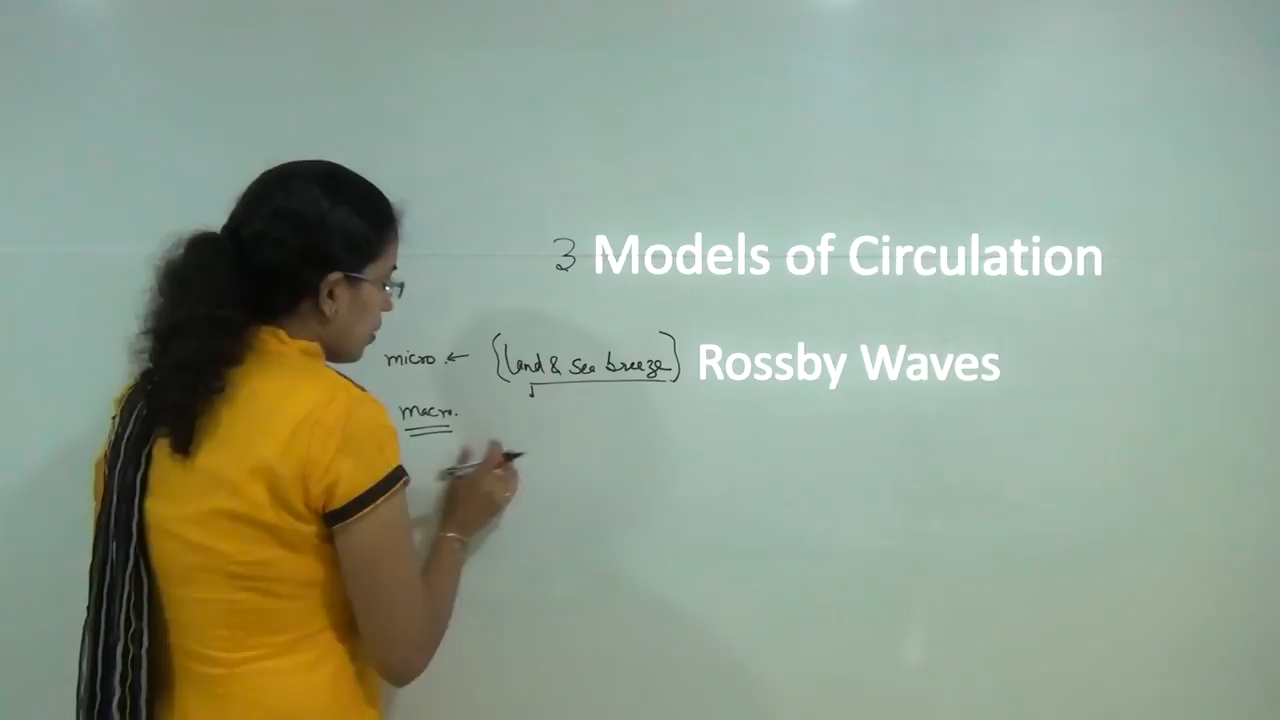 3 Models of Circulation
micro. ← (land & sea breeze) Rossby Waves
macro.